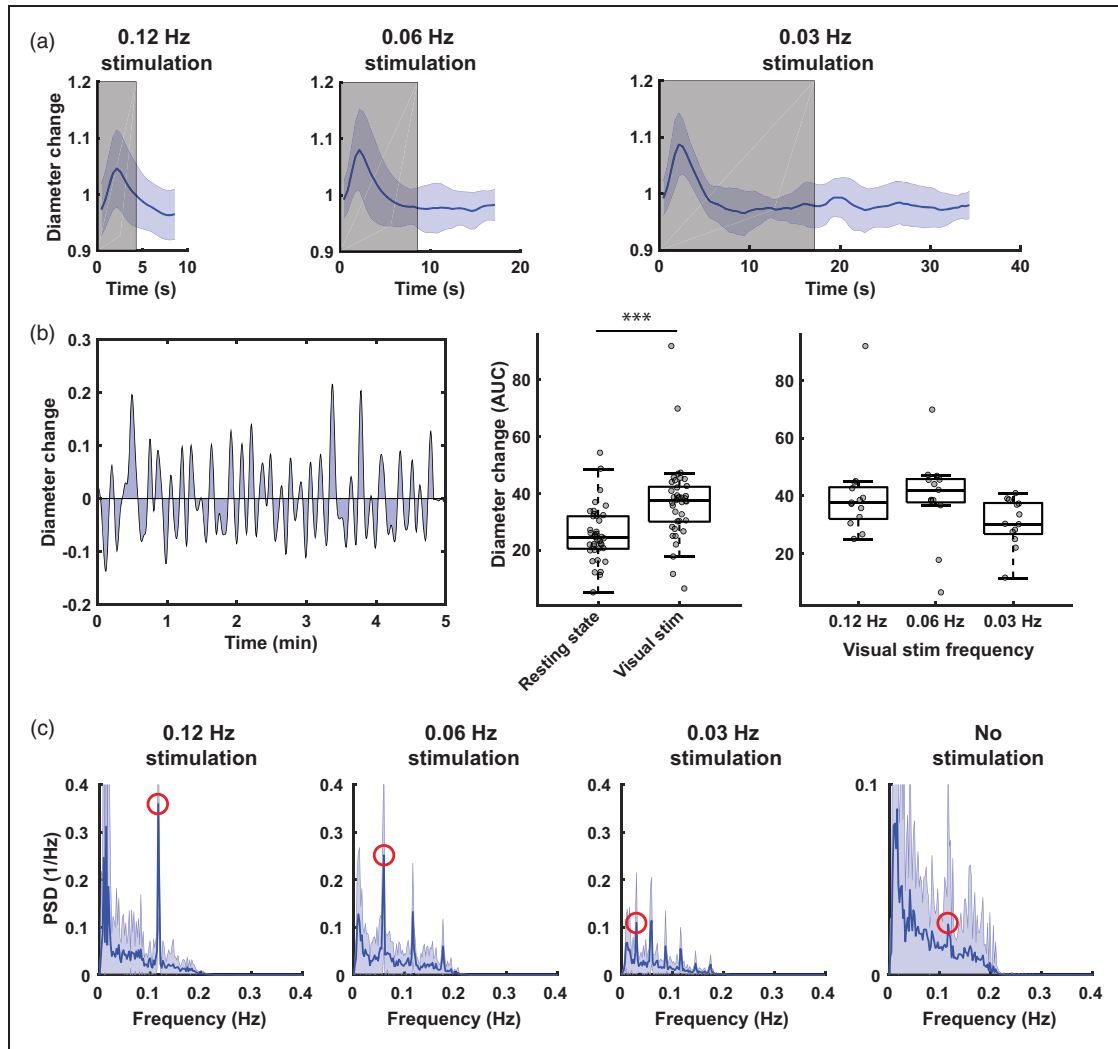 (a)
0.12 Hz
stimulation
0.06 Hz
stimulation
0.03 Hz
stimulation
Diameter change
1.2
1.1
1
0.9
0 5 10
Time (s)
1.2
1.1
1
0.9
0 10 20
Time (s)
1.2
1.1
1
0.9
0 10 20 30 40
Time (s)
(b)
Diameter change
0.3
0.2
0.1
0
-0.1
-0.2
0 1 2 3 4 5
Time (min)
***
Diameter change (AUC)
80
60
40
20
Resting state
Visual stim
80
60
40
20
0.12 Hz 0.06 Hz 0.03 Hz
Visual stim frequency
(c)
0.12 Hz
stimulation
0.06 Hz
stimulation
0.03 Hz
stimulation
No
stimulation
PSD (1/Hz)
0.4
0.3
0.2
0.1
0
0 0.1 0.2 0.3 0.4
Frequency (Hz)
0.4
0.3
0.2
0.1
0
0 0.1 0.2 0.3 0.4
Frequency (Hz)
0.4
0.3
0.2
0.1
0
0 0.1 0.2 0.3 0.4
Frequency (Hz)
0.1
0
0 0.1 0.2 0.3 0.4
Frequency (Hz)